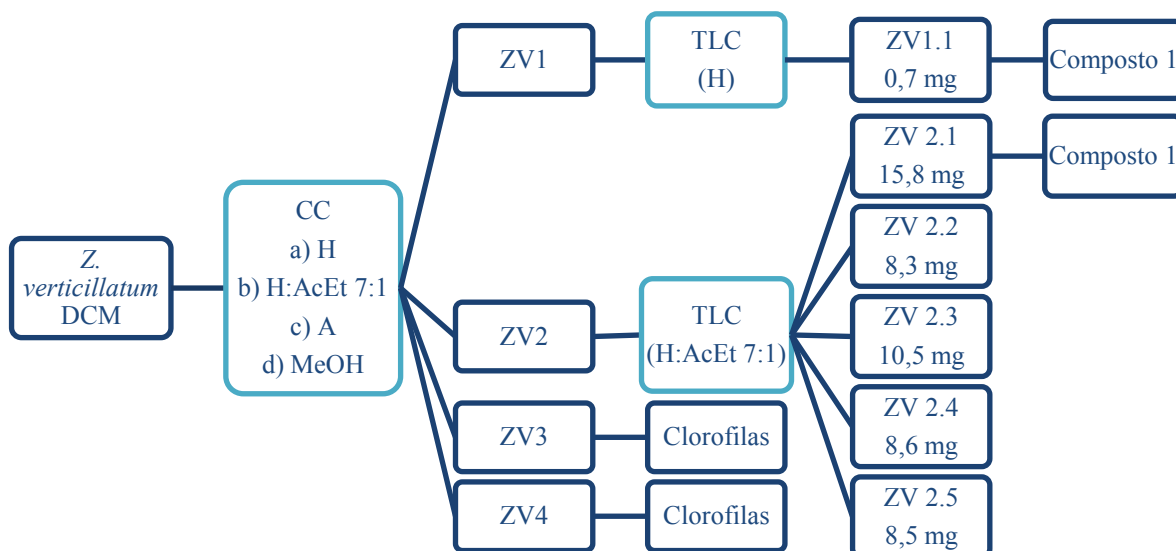 Z.
verticillatum
DCM
CC
a) H
b) H:AcEt 7:1
c) A
d) MeOH
ZV1
TLC
(H)
ZV1.1
0,7 mg
Composto 1
ZV2
TLC
(H:AcEt 7:1)
ZV 2.1
15,8 mg
Composto 1
ZV 2.2
8,3 mg
ZV 2.3
10,5 mg
ZV 2.4
8,6 mg
ZV 2.5
8,5 mg
ZV3
Clorofilas
ZV4
Clorofilas